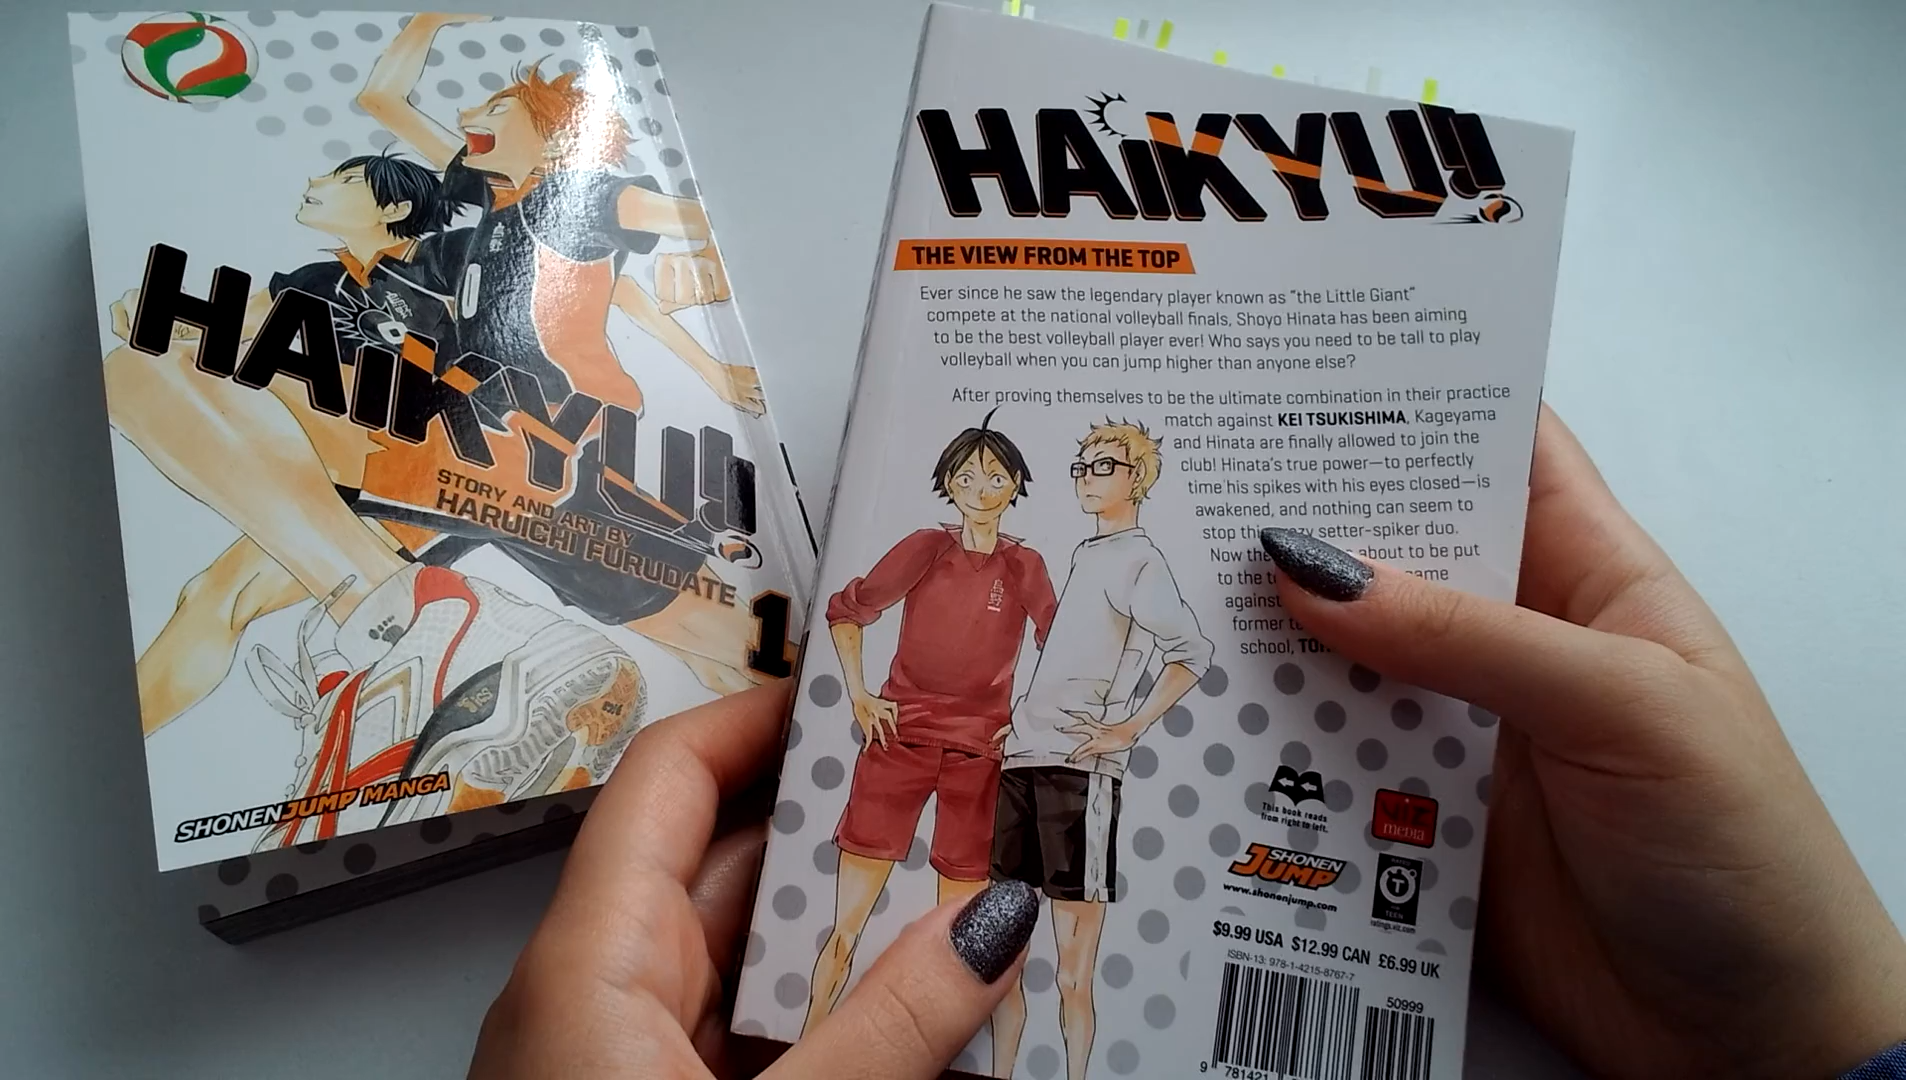 HAiKYU!!
STORY AND ART BY
HARUICHI FURUDATE
1
SHONEN JUMP MANGA
HAiKYU!!
THE VIEW FROM THE TOP
Ever since he saw the legendary player known as "the Little Giant"
compete at the national volleyball finals, Shoyo Hinata has been aiming
to be the best volleyball player ever! Who says you need to be tall to play
volleyball when you can jump higher than anyone else?
After proving themselves to be the ultimate combination in their practice
match against KEI TSUKISHIMA, Kageyama
and Hinata are finally allowed to join the
club! Hinata's true power—to perfectly
time his spikes with his eyes closed—is
awakened, and nothing can seem to
stop setter-spiker duo.
Now about to be put
to the
against
former
school,
This book reads
from right to left.
VIZ
media
SHONEN
JUMP
www.shonenjump.com
RATED
T
TEEN
ratings.viz.com
$9.99 USA $12.99 CAN £6.99 UK
ISBN-13: 978-1-4215-8767-7
50999
9 781421